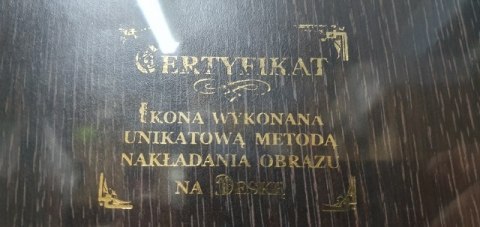 CERTYFIKAT
IKONA WYKONANA
UNIKATOWĄ METODĄ
NAKŁADANIA OBRAZU
NA DESKĘ